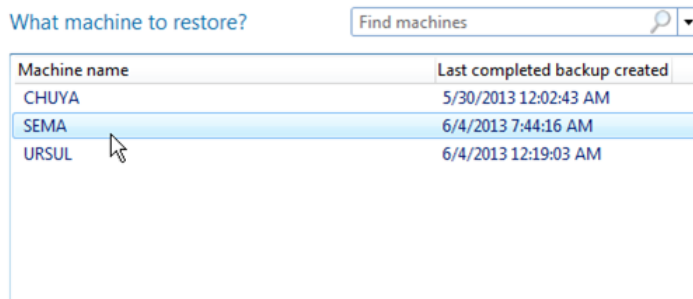 What machine to restore? Find machines
Machine name Last completed backup created
CHUYA 5/30/2013 12:02:43 AM
SEMA 6/4/2013 7:44:16 AM
URSUL 6/4/2013 12:19:03 AM